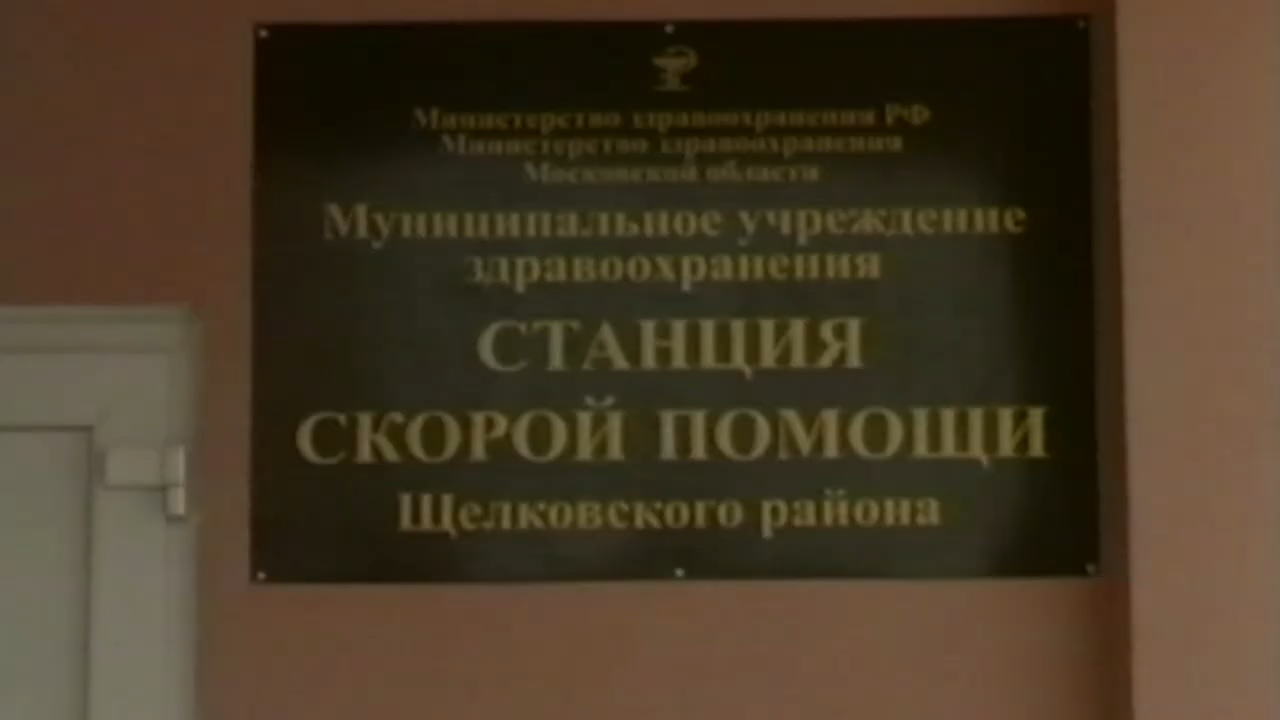 Министерство здравоохранения РФ
Министерство здравоохранения
Московской области
Муниципальное учреждение
здравоохранения
СТАНЦИЯ
СКОРОЙ ПОМОЩИ
Щелковского района